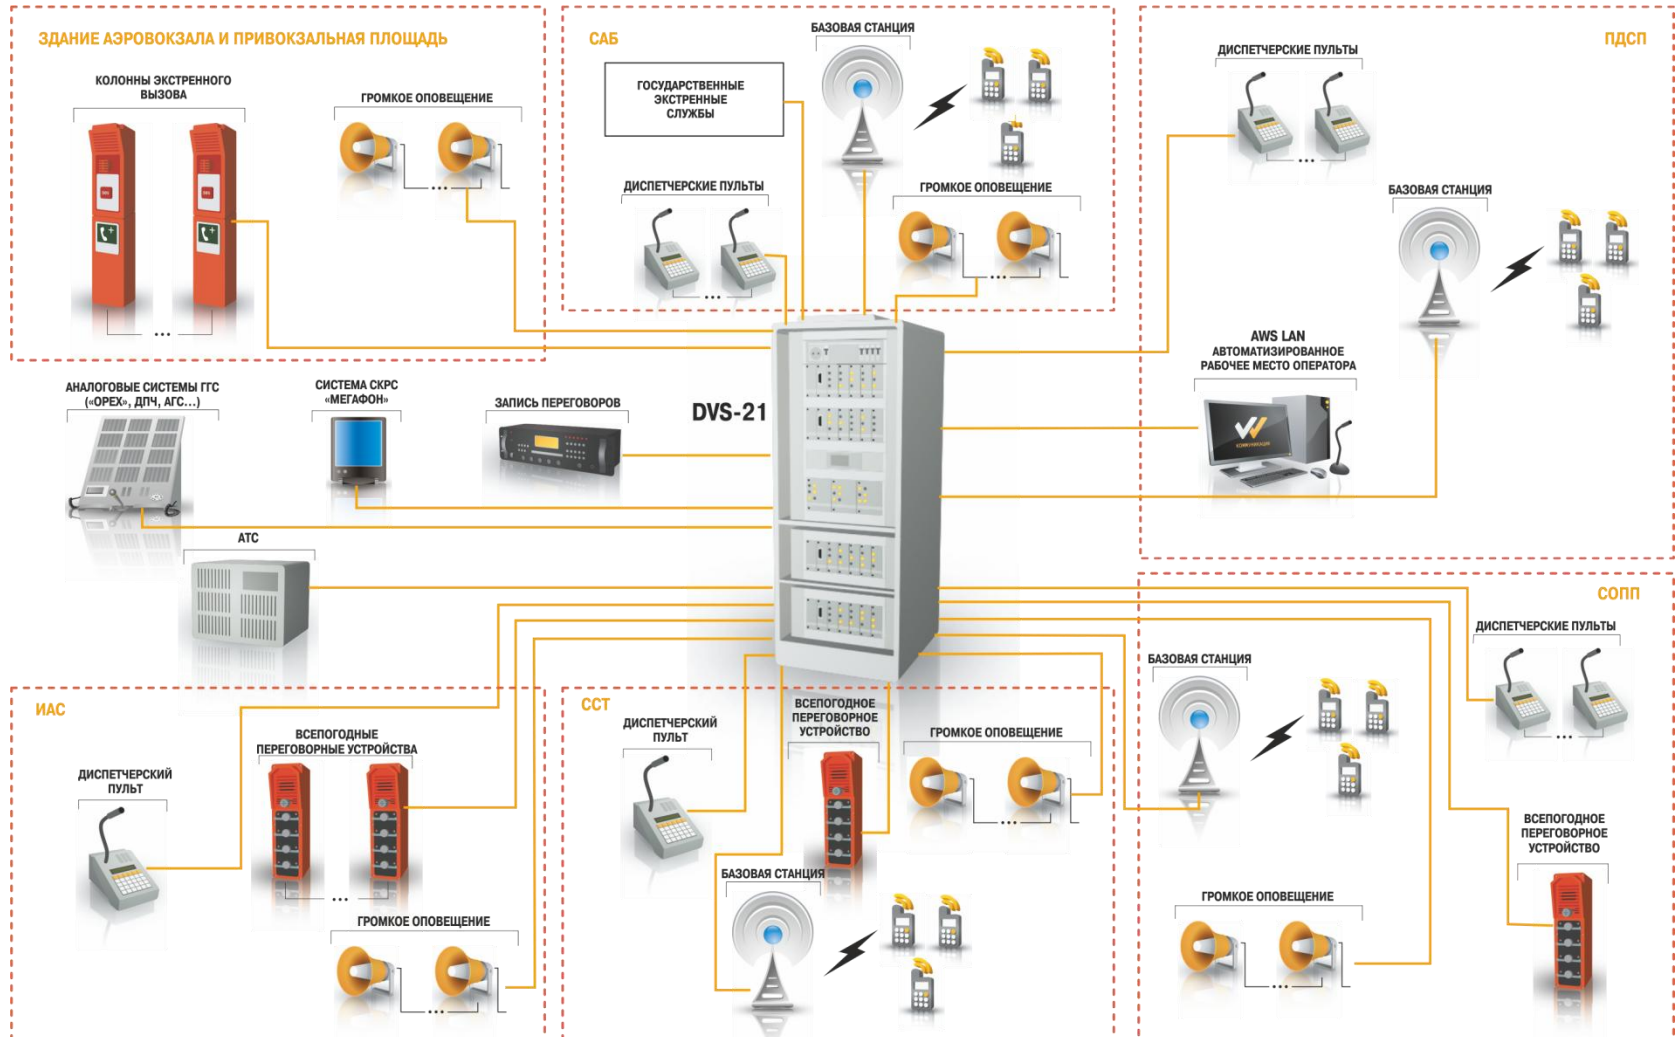 ЗДАНИЕ АЭРОВОКЗАЛА И ПРИВОКЗАЛЬНАЯ ПЛОЩАДЬ
КОЛОННЫ ЭКСТРЕННОГО
ВЫЗОВА
ГРОМКОЕ ОПОВЕЩЕНИЕ
САБ
ГОСУДАРСТВЕННЫЕ
ЭКСТРЕННЫЕ
СЛУЖБЫ
БАЗОВАЯ СТАНЦИЯ
ДИСПЕТЧЕРСКИЕ ПУЛЬТЫ
ГРОМКОЕ ОПОВЕЩЕНИЕ
ПДСП
ДИСПЕТЧЕРСКИЕ ПУЛЬТЫ
БАЗОВАЯ СТАНЦИЯ
AWS LAN
АВТОМАТИЗИРОВАННОЕ
РАБОЧЕЕ МЕСТО ОПЕРАТОРА
КОММУНИКАЦИИ
АНАЛОГОВЫЕ СИСТЕМЫ ГГС
(«ОРЕХ», ДПЧ, АГС...)
СИСТЕМА СКРС
«МЕГАФОН»
ЗАПИСЬ ПЕРЕГОВОРОВ
DVS-21
АТС
ИАС
ДИСПЕТЧЕРСКИЙ
ПУЛЬТ
ВСЕПОГОДНЫЕ
ПЕРЕГОВОРНЫЕ УСТРОЙСТВА
ГРОМКОЕ ОПОВЕЩЕНИЕ
ССТ
ДИСПЕТЧЕРСКИЙ
ПУЛЬТ
ВСЕПОГОДНОЕ
ПЕРЕГОВОРНОЕ
УСТРОЙСТВО
ГРОМКОЕ ОПОВЕЩЕНИЕ
БАЗОВАЯ СТАНЦИЯ
СОПП
ДИСПЕТЧЕРСКИЕ ПУЛЬТЫ
БАЗОВАЯ СТАНЦИЯ
ВСЕПОГОДНОЕ
ПЕРЕГОВОРНОЕ
УСТРОЙСТВО
ГРОМКОЕ ОПОВЕЩЕНИЕ